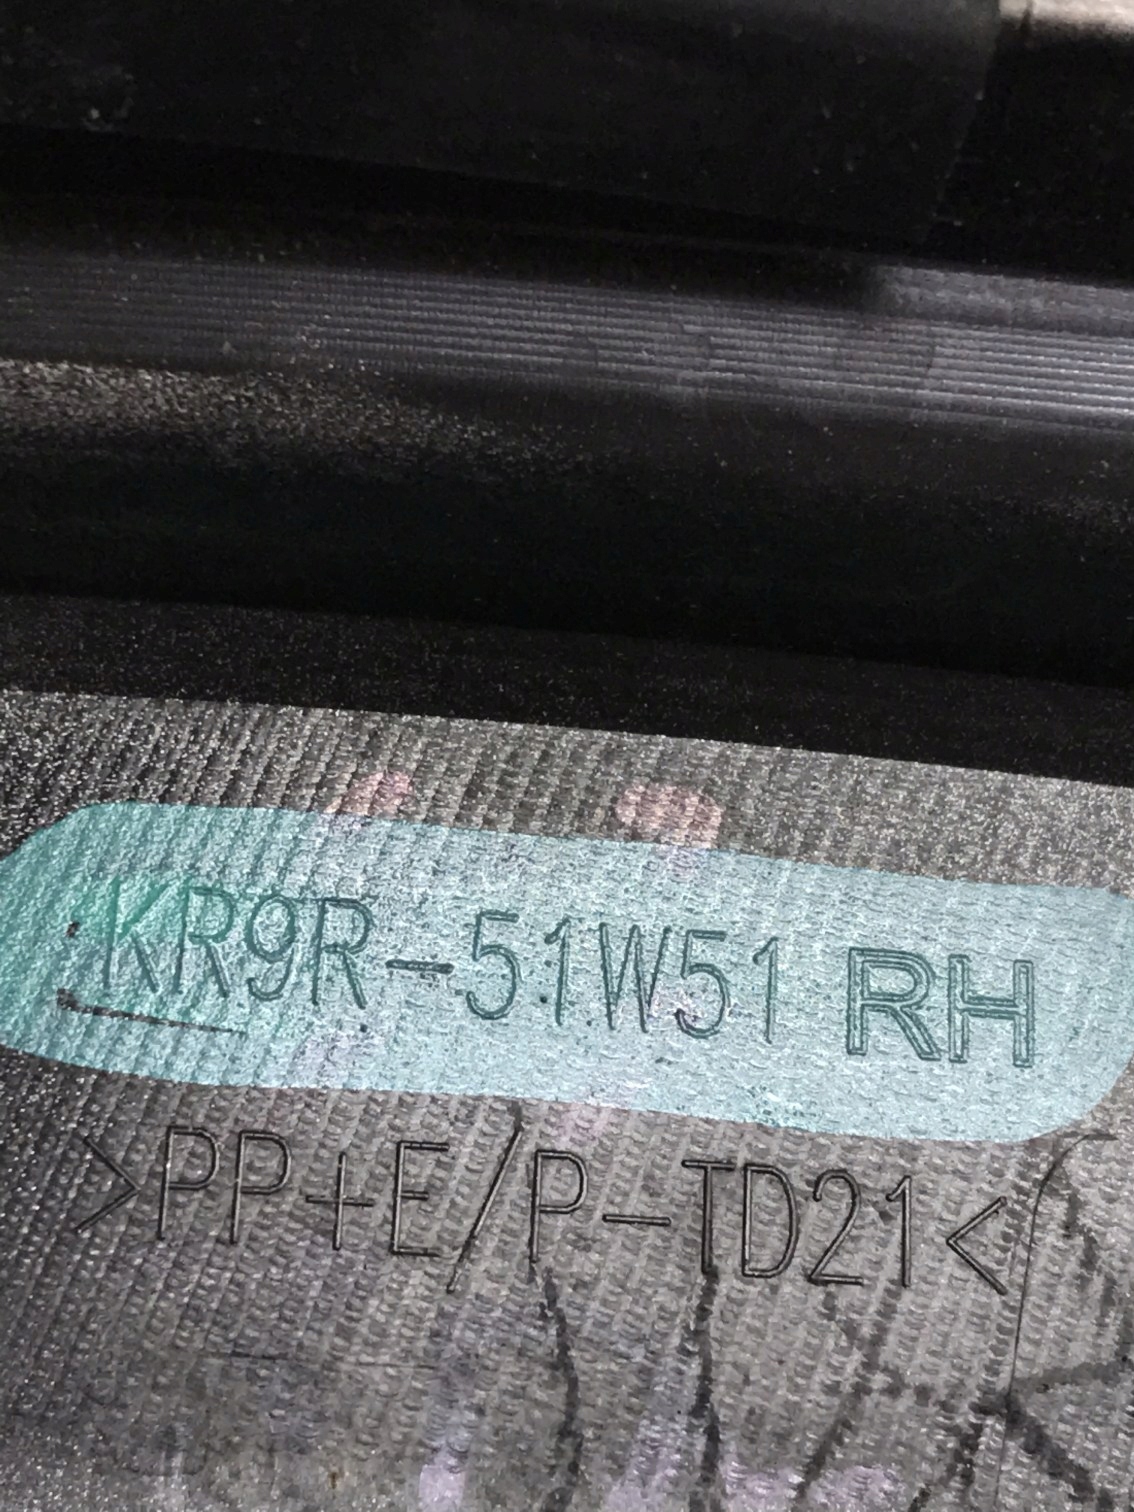 KR9R-51W51 RH
>PP+E/P-TD21<